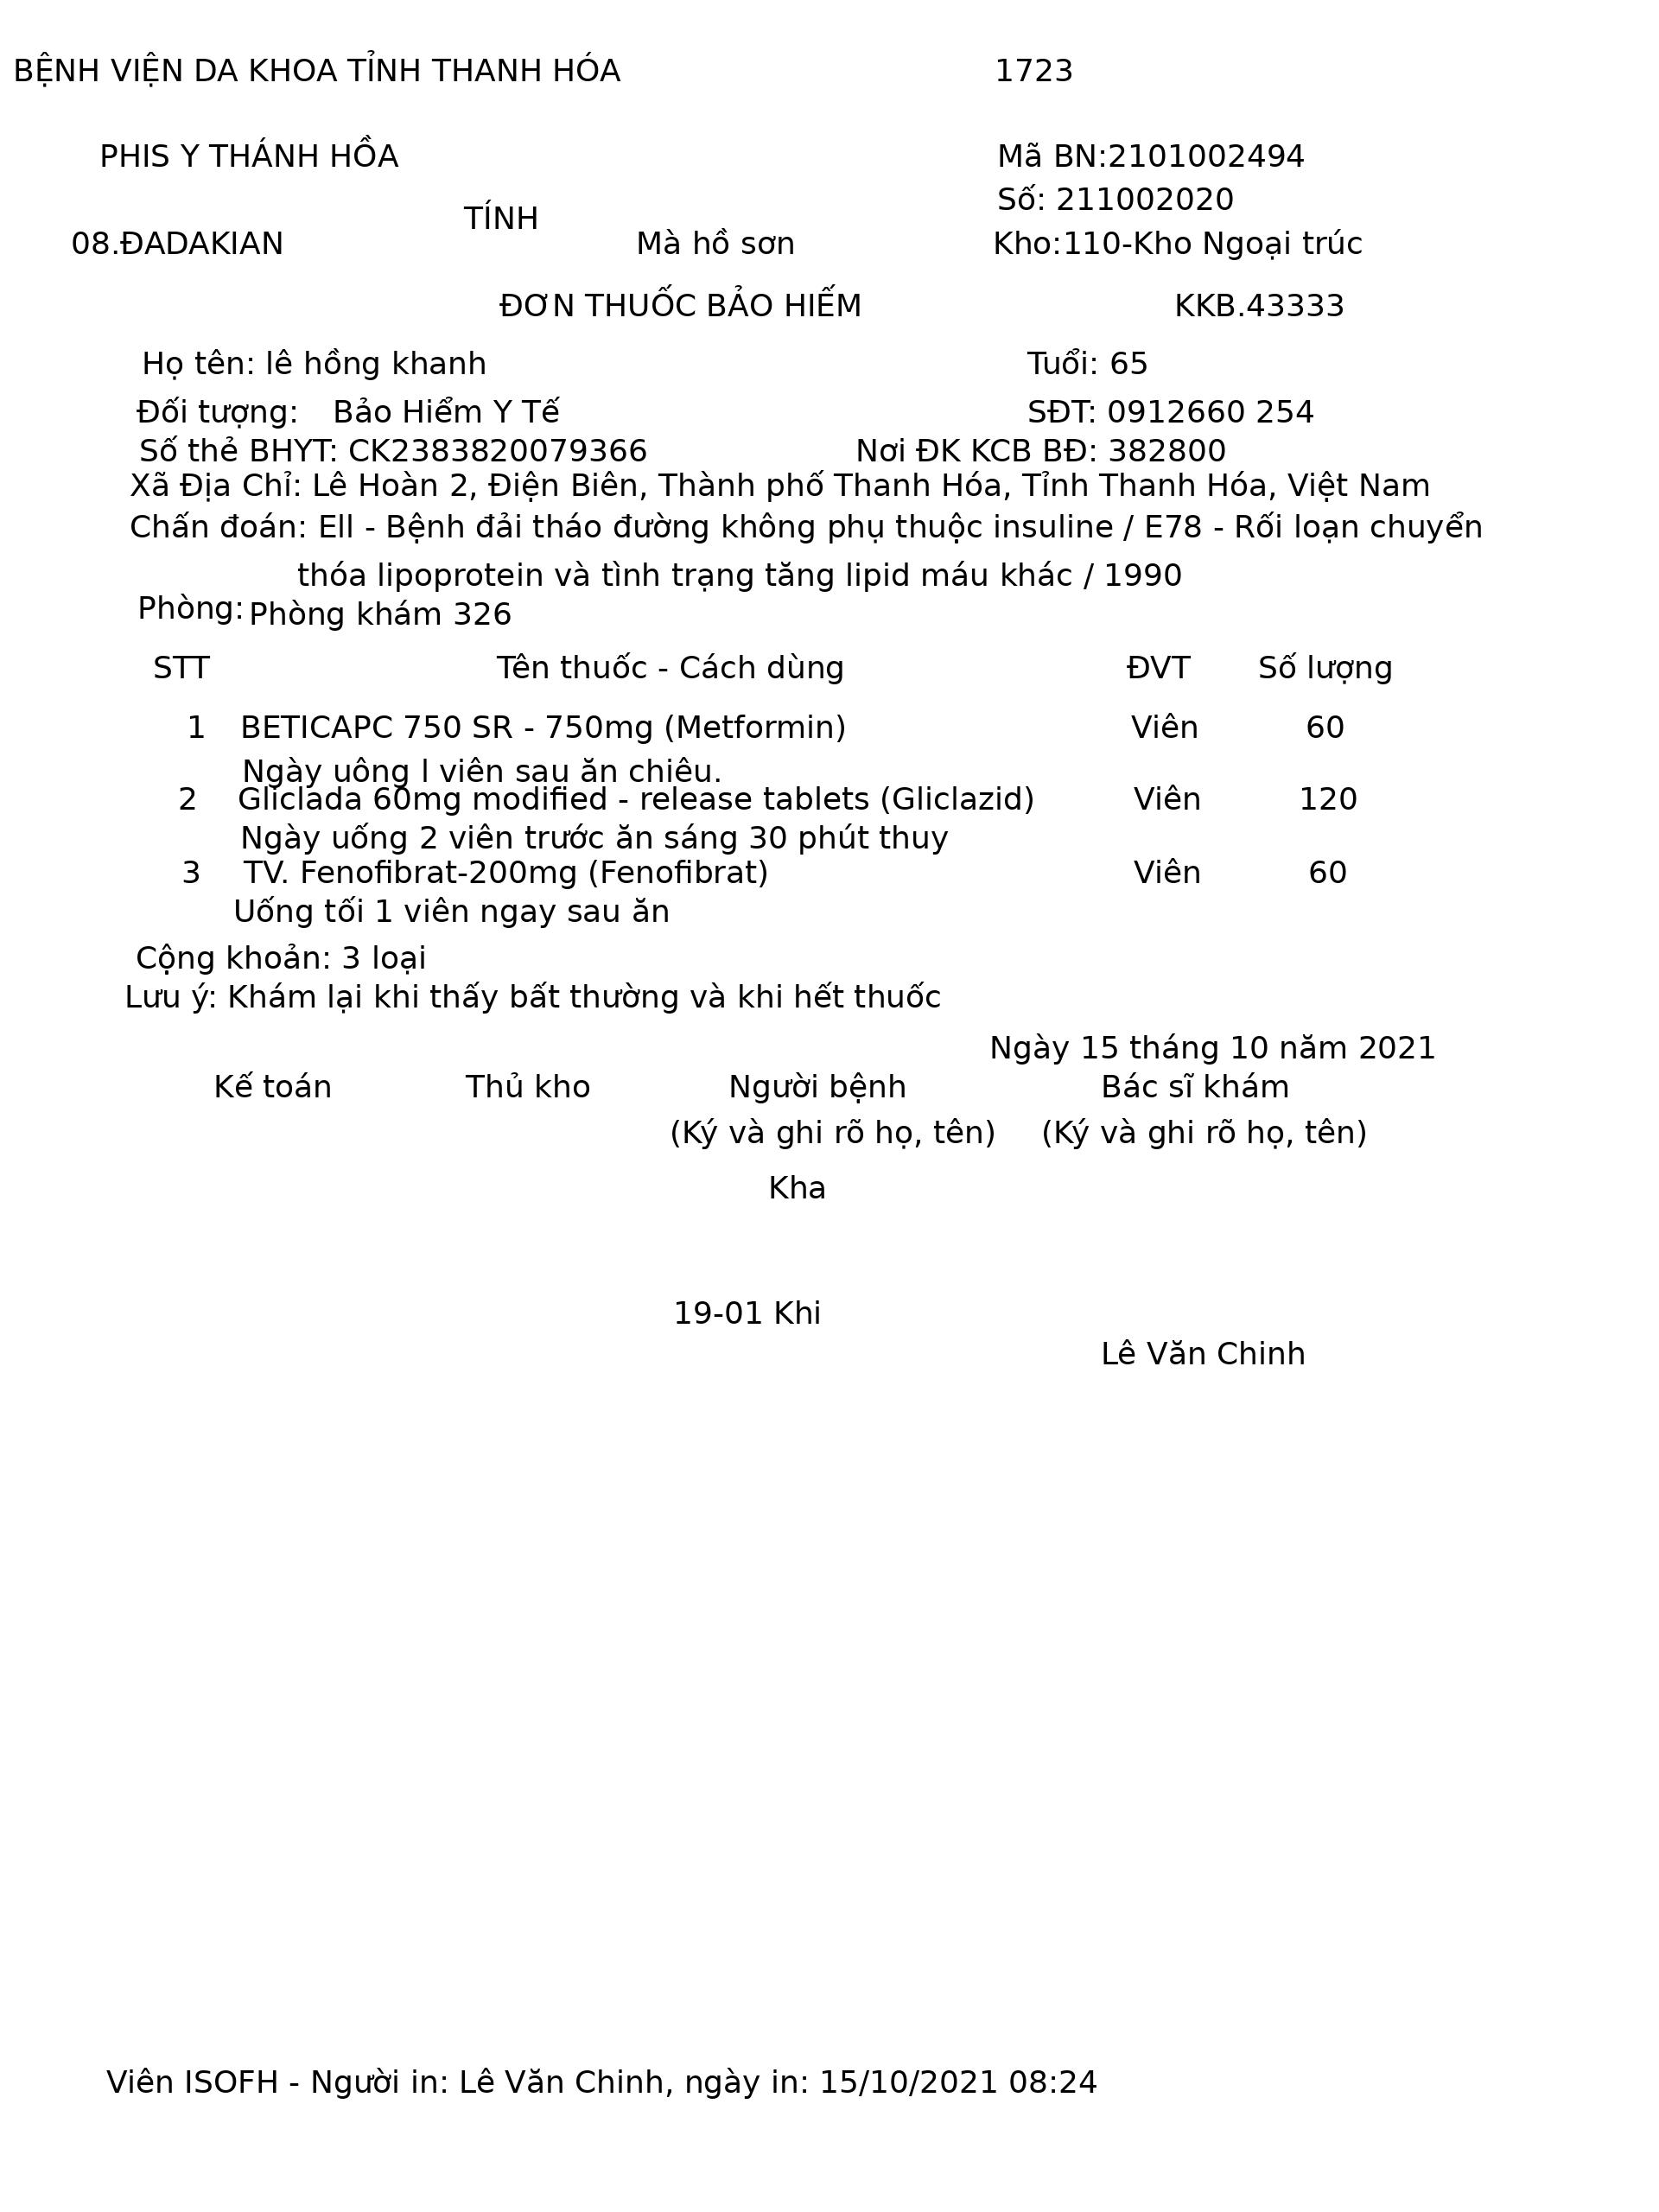 BỆNH VIỆN DA KHOA TỈNH THANH HÓA 1723
PHIS Y THÁNH HỒA Mã BN:2101002494
Số: 211002020
TÍNH
08.ĐADAKIAN Mà hồ sơn Kho:110-Kho Ngoại trúc
ĐƠN THUỐC BẢO HIẾM KKB.43333
Họ tên: lê hồng khanh Tuổi: 65
Đối tượng: Bảo Hiểm Y Tế SĐT: 0912660 254
Số thẻ BHYT: CK2383820079366 Nơi ĐK KCB BĐ: 382800
Xã Địa Chỉ: Lê Hoàn 2, Điện Biên, Thành phố Thanh Hóa, Tỉnh Thanh Hóa, Việt Nam
Chấn đoán: Ell - Bệnh đải tháo đường không phụ thuộc insuline / E78 - Rối loạn chuyển
thóa lipoprotein và tình trạng tăng lipid máu khác / 1990
Phòng: Phòng khám 326
STT Tên thuốc - Cách dùng ĐVT Số lượng
1 BETICAPC 750 SR - 750mg (Metformin) Viên 60
Ngày uông l viên sau ăn chiêu.
2 Gliclada 60mg modified - release tablets (Gliclazid) Viên 120
Ngày uống 2 viên trước ăn sáng 30 phút thuy
3 TV. Fenofibrat-200mg (Fenofibrat) Viên 60
Uống tối 1 viên ngay sau ăn
Cộng khoản: 3 loại
Lưu ý: Khám lại khi thấy bất thường và khi hết thuốc
Ngày 15 tháng 10 năm 2021
Kế toán Thủ kho Người bệnh Bác sĩ khám
(Ký và ghi rõ họ, tên) (Ký và ghi rõ họ, tên)
Kha
19-01 Khi
Lê Văn Chinh
Viên ISOFH - Người in: Lê Văn Chinh, ngày in: 15/10/2021 08:24